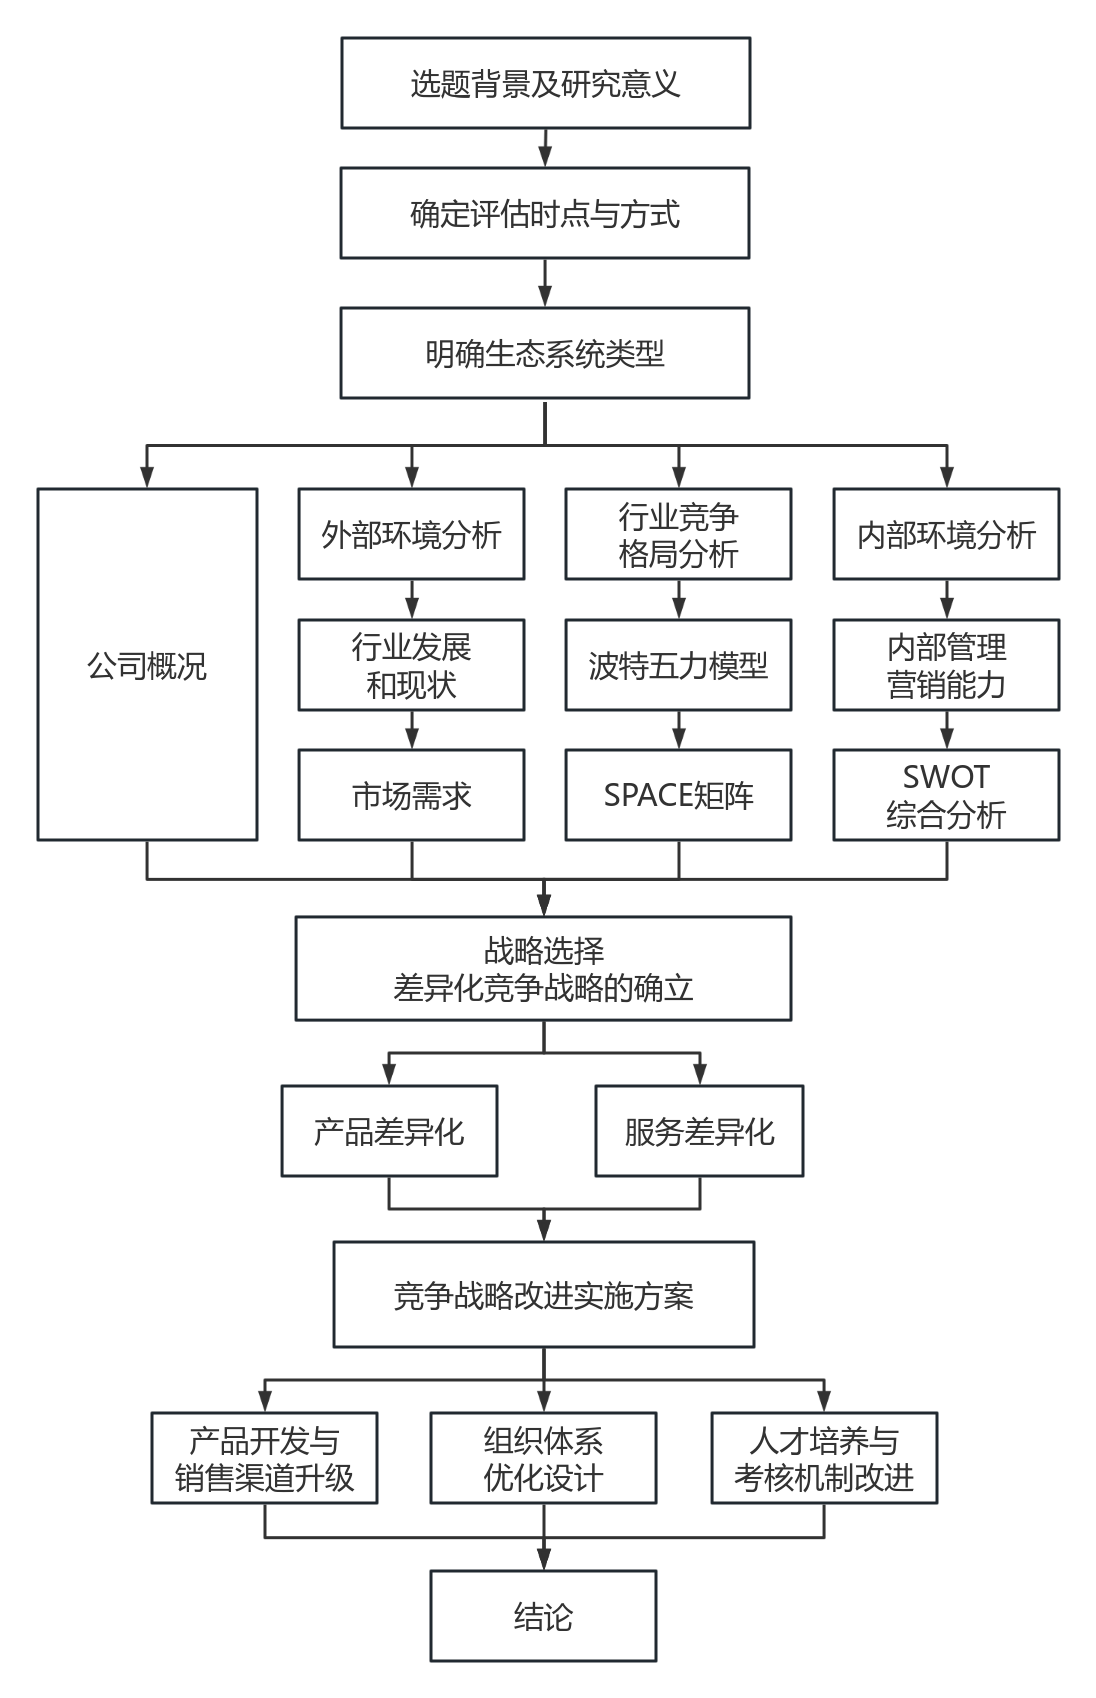 选题背景及研究意义
确定评估时点与方式
明确生态系统类型
公司概况
外部环境分析
行业发展
和现状
市场需求
行业竞争
格局分析
波特五力模型
SPACE矩阵
内部环境分析
内部管理
营销能力
SWOT
综合分析
战略选择
差异化竞争战略的确立
产品差异化
服务差异化
竞争战略改进实施方案
产品开发与
销售渠道升级
组织体系
优化设计
人才培养与
考核机制改进
结论